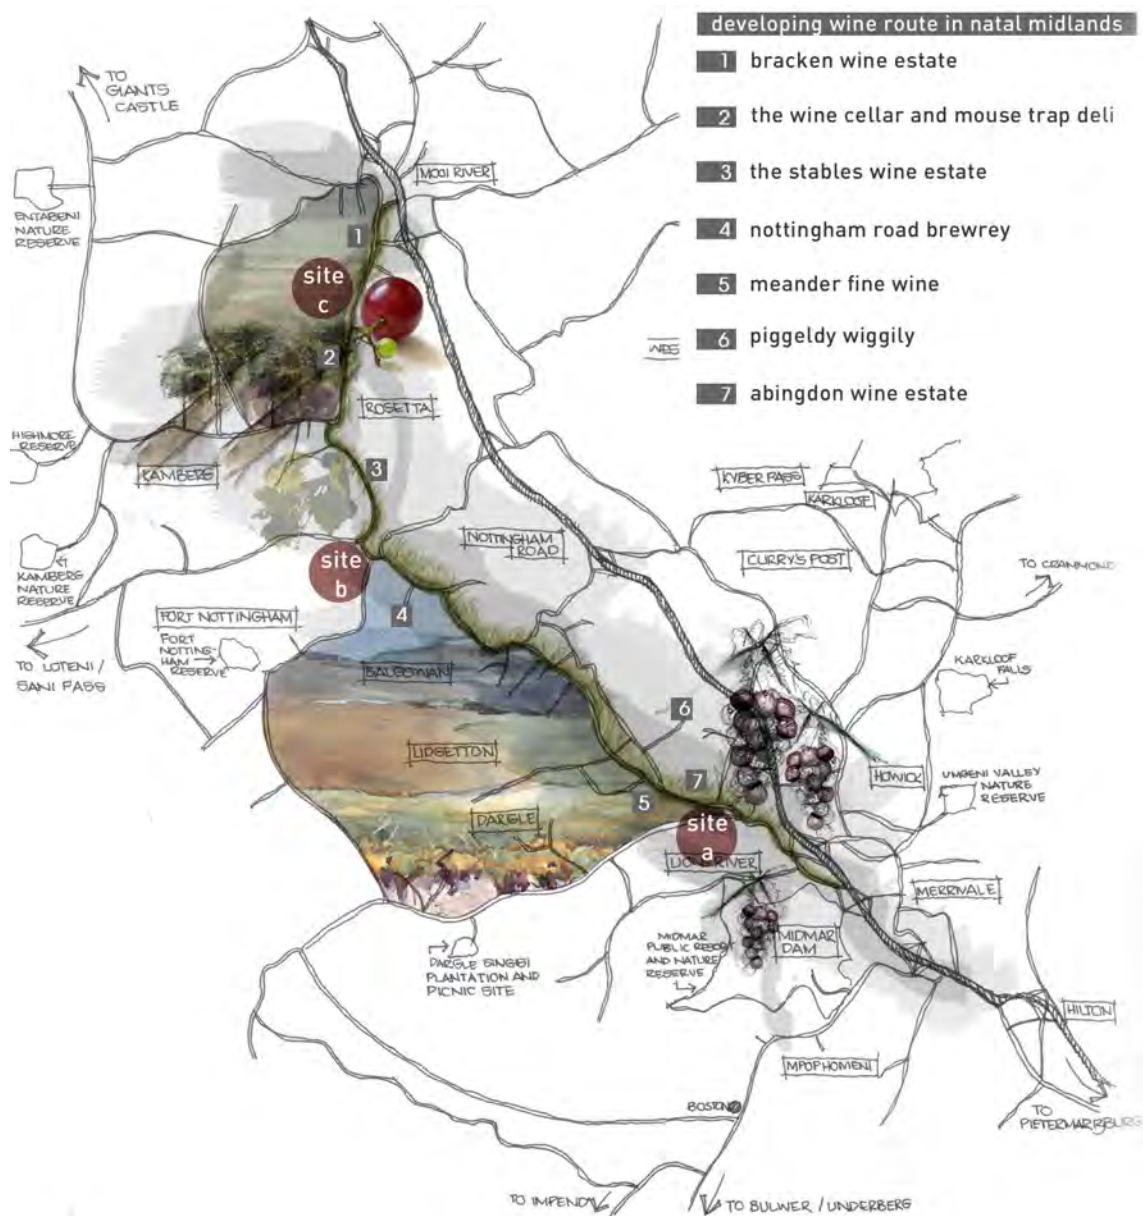 developing wine route in natal midlands
1 bracken wine estate
2 the wine cellar and mouse trap deli
3 the stables wine estate
4 nottingham road brewrey
5 meander fine wine
6 piggeldy wiggily
7 abingdon wine estate
TO
GIANTS
CASTLE
MOOI RIVER
ENTABENI
NATURE
RESERVE
1
site
c
2
ROSETTA
HIGHMORE
RESERVE
KAMBERG
3
KYBER PASS
KARKLOOF
NOTTINGHAM
ROAD
CURRY'S POST
TO CRAMMOND
KAMBERG
NATURE
RESERVE
site
b
4
FORT NOTTINGHAM
FORT
NOTTING-
HAM
RESERVE
TO LOTENI /
SANI PASS
BALGOWAN
KARKLOOF
FALLS
6
LIDGETTON
HOWICK
UMGENI VALLEY
NATURE
RESERVE
7
5
DARGLE
site
a
LIONS RIVER
MERRIVALE
MIDMAR
PUBLIC RESORT
AND NATURE
RESERVE
MIDMAR
DAM
DARGLE SINGISI
PLANTATION AND
PICNIC SITE
HILTON
MPOPHOMENI
BOSTON
TO
PIETERMARBURG
TO IMPENDA
TO BULWER / UNDERBERG